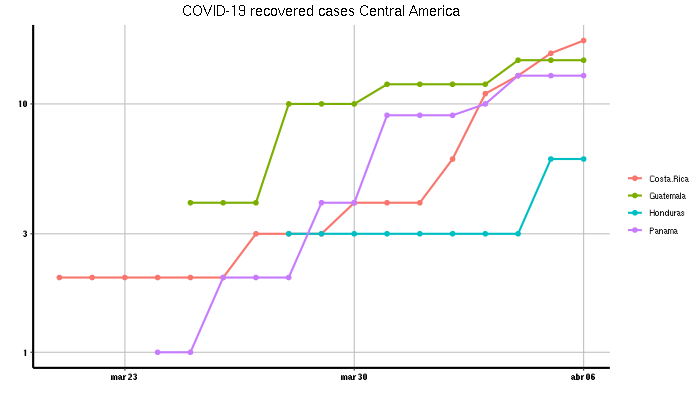 COVID-19 recovered cases Central America
10
3
1
mar 23
mar 30
abr 06
Costa.Rica
Guatemala
Honduras
Panama